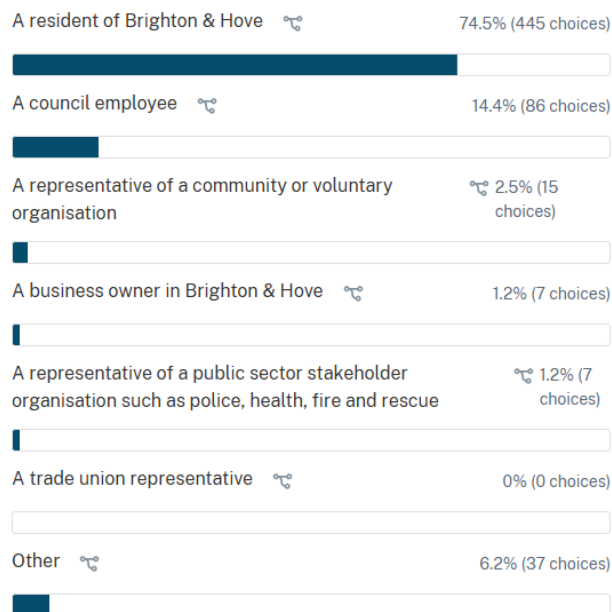 A resident of Brighton & Hove 74.5% (445 choices)
A council employee 14.4% (86 choices)
A representative of a community or voluntary
organisation
2.5% (15
choices)
A business owner in Brighton & Hove 1.2% (7 choices)
A representative of a public sector stakeholder
organisation such as police, health, fire and rescue
1.2% (7
choices)
A trade union representative 0% (0 choices)
Other 6.2% (37 choices)